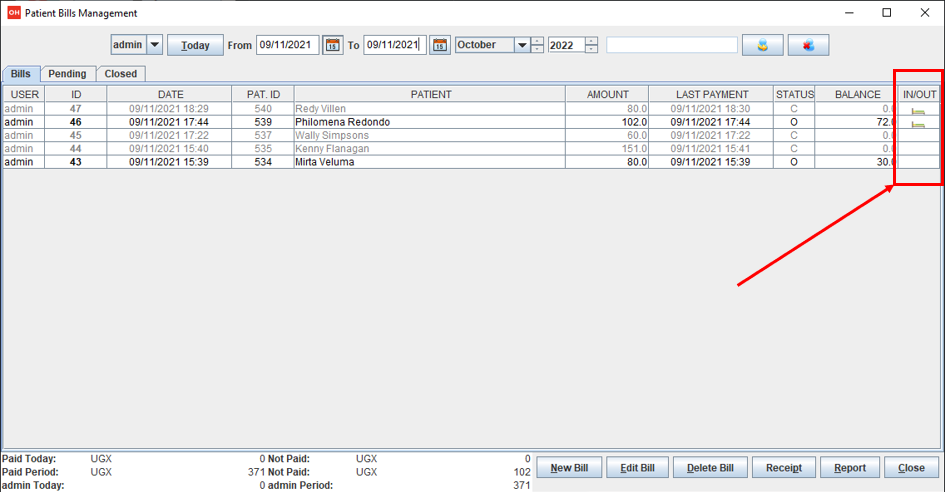 OH Patient Bills Management
admin Today From 09/11/2021 15 To 09/11/2021 15 October 2022
Bills Pending Closed
USER ID DATE PAT. ID PATIENT AMOUNT LAST PAYMENT STATUS BALANCE IN/OUT
admin 47 09/11/2021 18:29 540 Redy Villen 80.0 09/11/2021 18:30 C 0.0
admin 46 09/11/2021 17:44 539 Philomena Redondo 102.0 09/11/2021 17:44 O 72.0
admin 45 09/11/2021 17:22 537 Wally Simpsons 60.0 09/11/2021 17:22 C 0.0
admin 44 09/11/2021 15:40 535 Kenny Flanagan 151.0 09/11/2021 15:41 C 0.0
admin 43 09/11/2021 15:39 534 Mirta Veluma 80.0 09/11/2021 15:39 O 30.0
Paid Today: UGX 0 Not Paid: UGX 0
Paid Period: UGX 371 Not Paid: UGX 102
admin Today: 0 admin Period: 371
New Bill Edit Bill Delete Bill Receipt Report Close